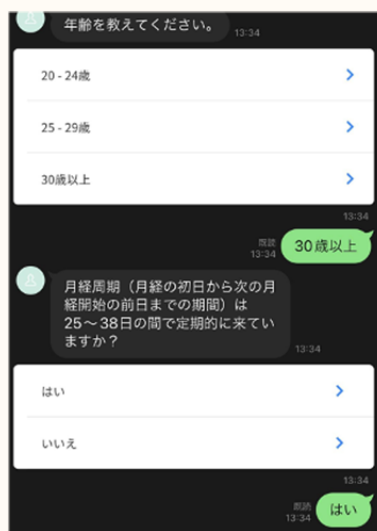 年齢を教えてください。
13:34
20 - 24歳
25 - 29歳
30歳以上
13:34
既読
13:34
30歳以上
月経周期（月経の初日から次の月
経開始の前日までの期間）は
25～38日の間で定期的に来てい
ますか？
13:34
はい
いいえ
13:34
既読
13:34
はい